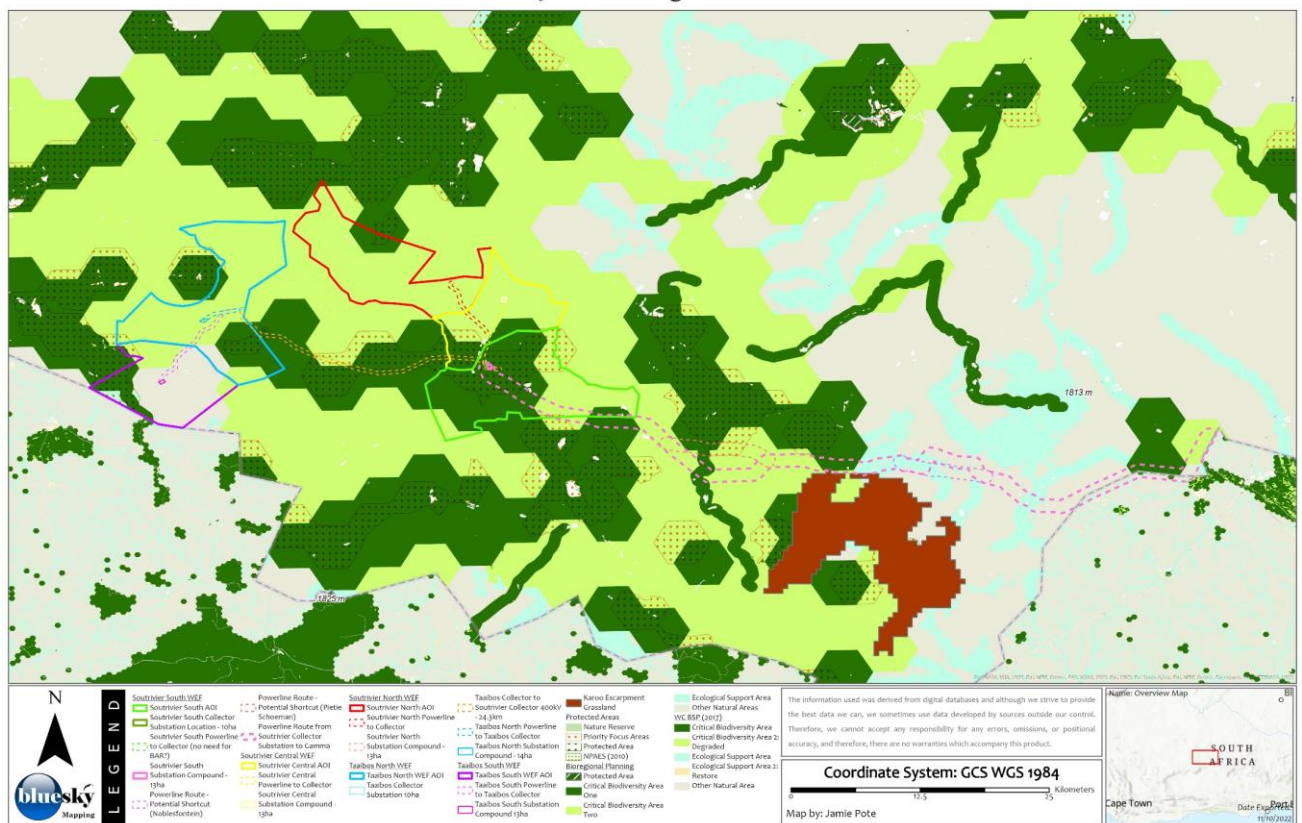 1813 m
N
bluesky
Mapping
LEGEND
Soutrivier South WEF
Soutrivier South AOI
Soutrivier South Collector
Substation Location - 10ha
Soutrivier South Powerline
to Collector (no need for
BAR?)
Soutrivier South
Substation Compound -
13ha
Powerline Route -
Potential Shortcut
(Noblesfontein)
Powerline Route -
Potential Shortcut (Pietie
Schoeman)
Powerline Route from
Soutrivier Collector
Substation to Gamma
Soutrivier Central WEF
Soutrivier Central AOI
Soutrivier Central
Powerline to Collector
Soutrivier Central
Substation Compound -
13ha
Soutrivier North WEF
Soutrivier North AOI
Soutrivier North Powerline
to Collector
Soutrivier North
Substation Compound -
13ha
Taaibos North WEF
Taaibos North WEF AOI
Taaibos Collector
Substation 10ha
Taaibos Collector to
Soutrivier Collector 400kV
- 24.3km
Taaibos North Powerline
to Taaibos Collector
Taaibos North Substation
Compound - 14ha
Taaibos South WEF
Taaibos South WEF AOI
Taaibos South Powerline
to Taaibos Collector
Taaibos South Substation
Compound 13ha
Karoo Escarpment
Grassland
Protected Areas
Nature Reserve
Priority Focus Areas
Protected Area
NPAES (2010)
Bioregional Planning
Protected Area
Critical Biodiversity Area
One
Critical Biodiversity Area
Two
Ecological Support Area
Other Natural Areas
WC BSP (2017)
Critical Biodiversity Area
Critical Biodiversity Area 2:
Degraded
Ecological Support Area
Ecological Support Area 2:
Restore
Other Natural Area
The information used was derived from digital databases and although we strive to provide
the best data we can, we sometimes use data developed by sources outside our control.
Therefore, we cannot accept any responsibility for any errors, omissions, or positional
accuracy, and therefore, there are no warranties which accompany this product.
Coordinate System: GCS WGS 1984
0 12.5 25 Kilometers
Map by: Jamie Pote
Name: Overview Map
SOUTH
AFRICA
Cape Town
Port E
Date Exported:
11/10/2022